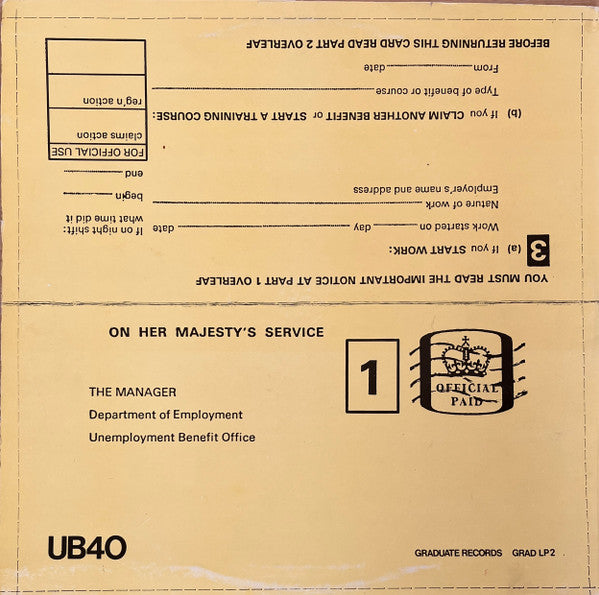 YOU MUST READ THE IMPORTANT NOTICE AT PART 1 OVERLEAF
3 (a) If you START WORK:
Work started on day date
Nature of work
Employer's name and address
If on night shift:
what time did it
begin
end
(b) If you CLAIM ANOTHER BENEFIT or START A TRAINING COURSE:
Type of benefit or course
From date
FOR OFFICIAL USE
claims action
reg'n action
BEFORE RETURNING THIS CARD READ PART 2 OVERLEAF
ON HER MAJESTY'S SERVICE
1
OFFICIAL
PAID
THE MANAGER
Department of Employment
Unemployment Benefit Office
UB40
GRADUATE RECORDS GRAD LP2